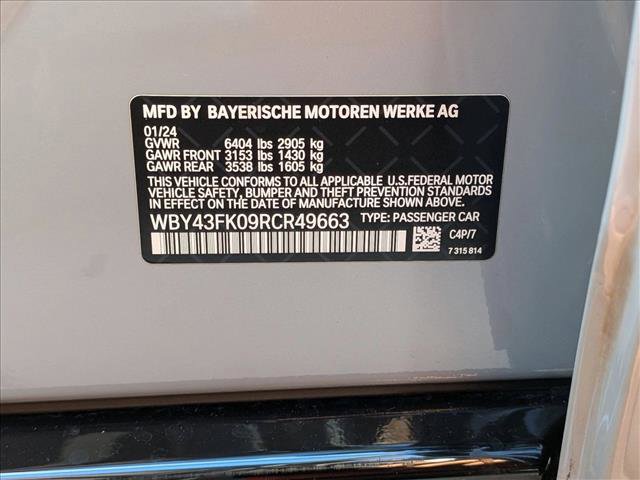 MFD BY BAYERISCHE MOTOREN WERKE AG
01/24
GVWR 6404 lbs 2905 kg
GAWR FRONT 3153 lbs 1430 kg
GAWR REAR 3538 lbs 1605 kg
THIS VEHICLE CONFORMS TO ALL APPLICABLE U.S.FEDERAL MOTOR
VEHICLE SAFETY, BUMPER, AND THEFT PREVENTION STANDARDS
IN EFFECT ON THE DATE OF MANUFACTURE SHOWN ABOVE.
WBY43FK09RCR49663 TYPE: PASSENGER CAR
C4P/7
7 315 814